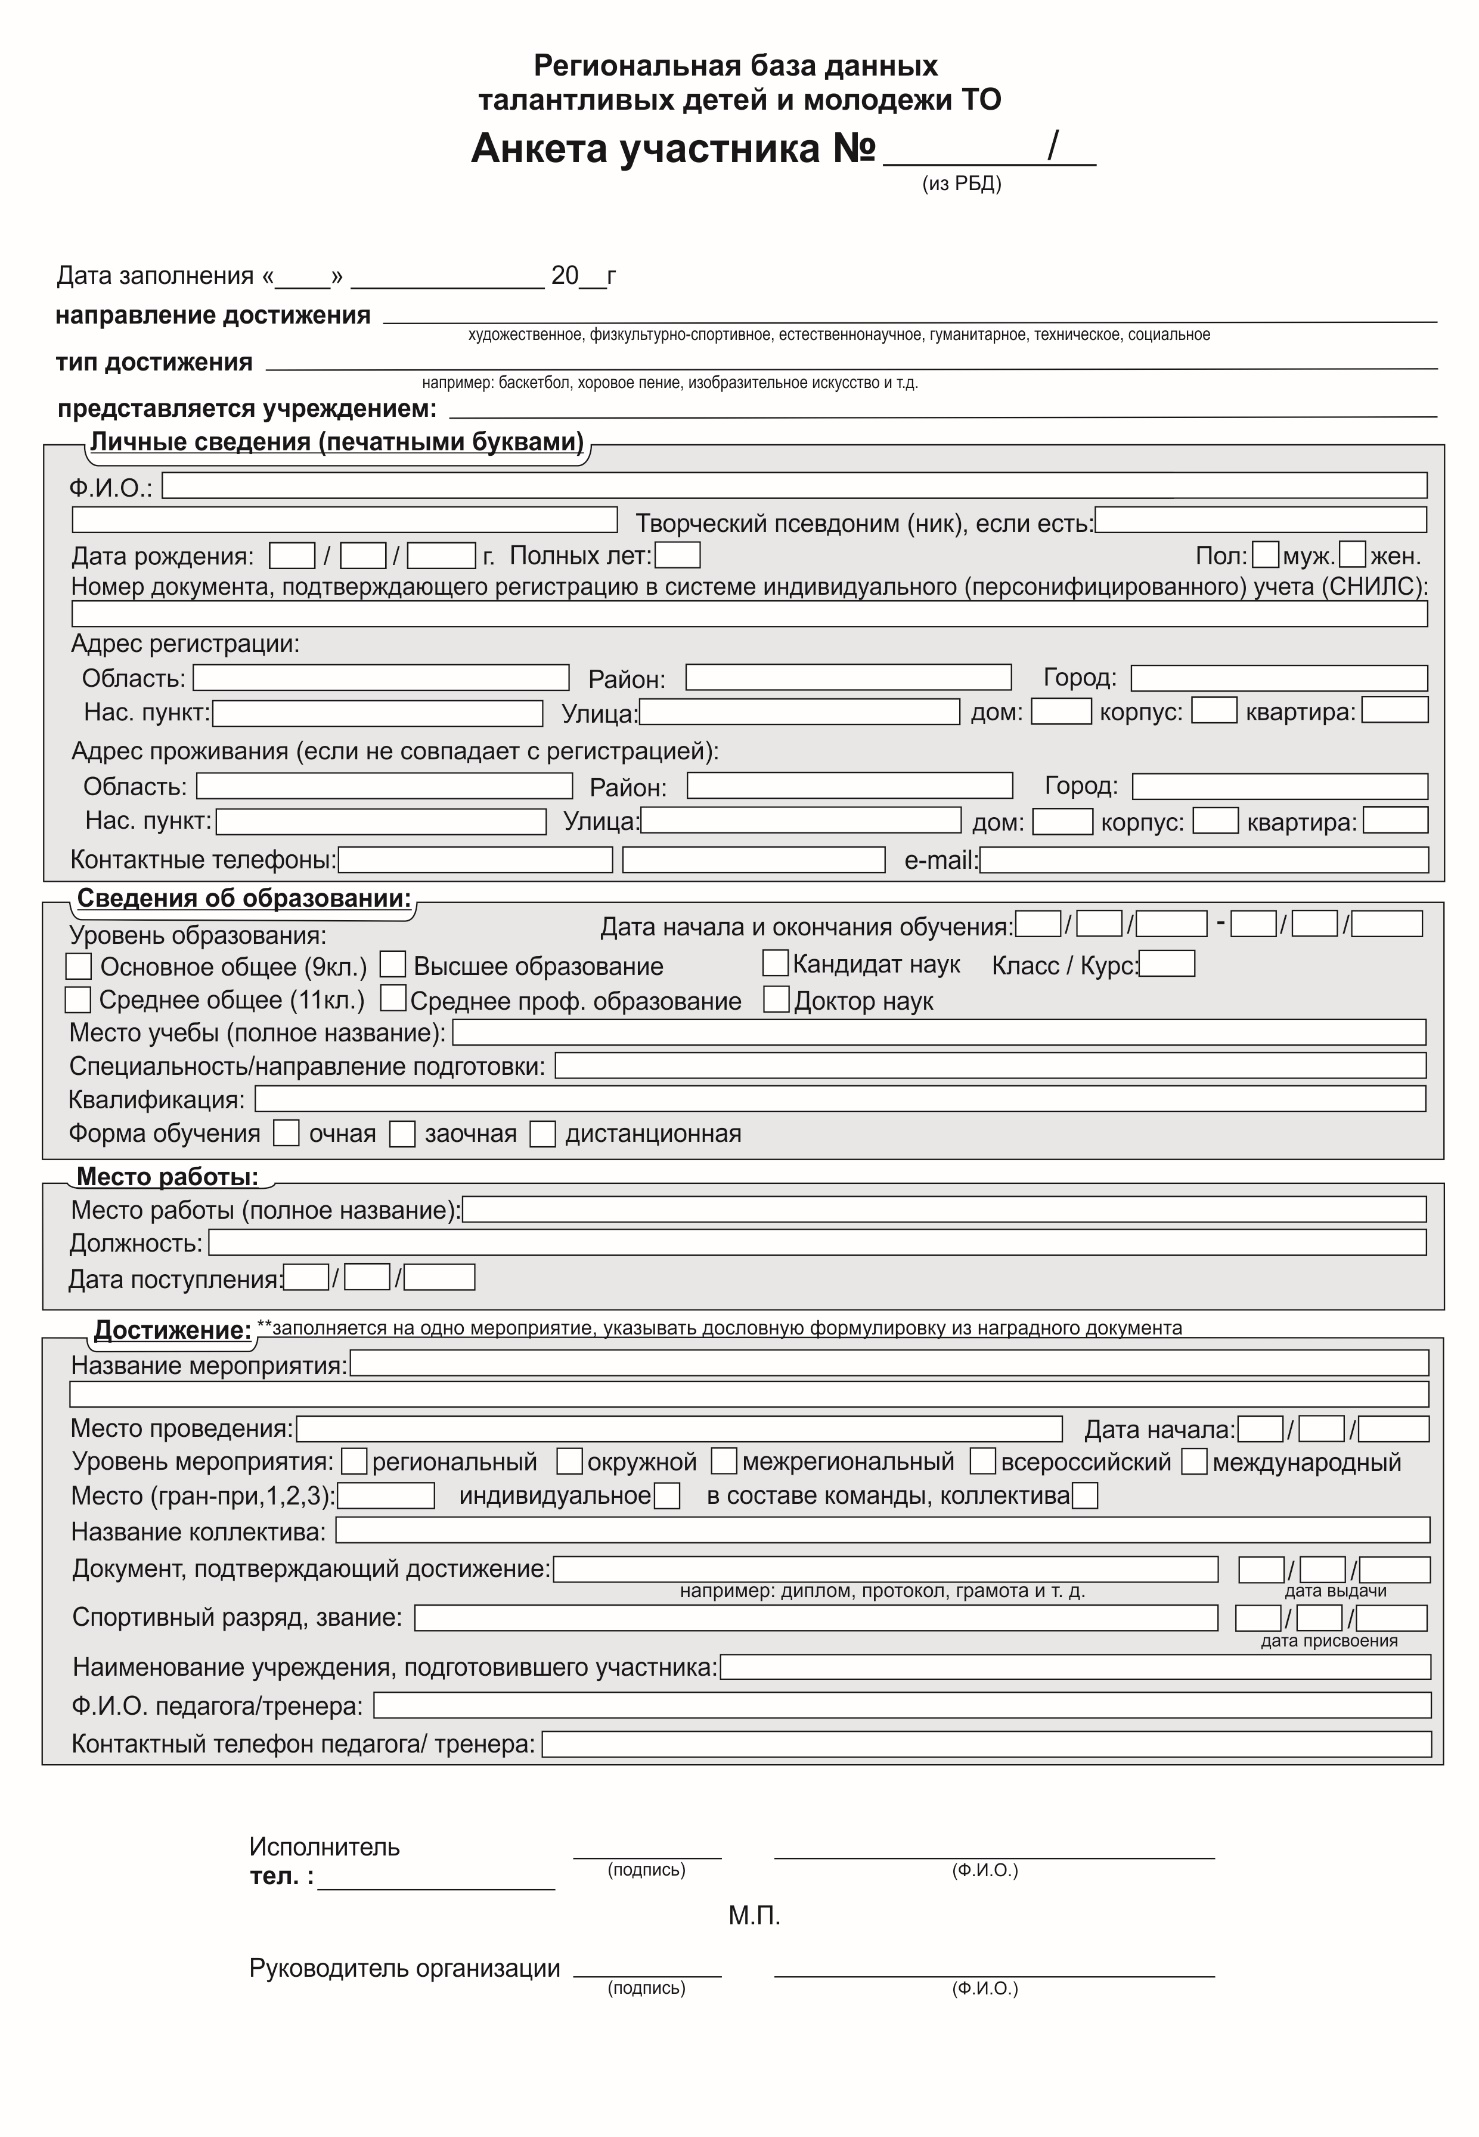 Региональная база данных
талантливых детей и молодежи ТО
Анкета участника № ______/__
(из РБД)
Дата заполнения «____» ______________ 20__г
направление достижения
художественное, физкультурно-спортивное, естественнонаучное, гуманитарное, техническое, социальное
тип достижения
например: баскетбол, хоровое пение, изобразительное искусство и т.д.
представляется учреждением:
Личные сведения (печатными буквами)
Ф.И.О.:
Творческий псевдоним (ник), если есть:
Дата рождения: / / г. Полных лет: Пол: муж. жен.
Номер документа, подтверждающего регистрацию в системе индивидуального (персонифицированного) учета (СНИЛС):
Адрес регистрации:
Область: Район: Город:
Нас. пункт: Улица: дом: корпус: квартира:
Адрес проживания (если не совпадает с регистрацией):
Область: Район: Город:
Нас. пункт: Улица: дом: корпус: квартира:
Контактные телефоны: e-mail:
Сведения об образовании:
Дата начала и окончания обучения: / / - / /
Уровень образования:
Основное общее (9кл.) Высшее образование Кандидат наук Класс / Курс:
Среднее общее (11кл.) Среднее проф. образование Доктор наук
Место учебы (полное название):
Специальность/направление подготовки:
Квалификация:
Форма обучения очная заочная дистанционная
Место работы:
Место работы (полное название):
Должность:
Дата поступления: / /
Достижение: **заполняется на одно мероприятие, указывать дословную формулировку из наградного документа
Название мероприятия:
Место проведения: Дата начала: / /
Уровень мероприятия: региональный окружной межрегиональный всероссийский международный
Место (гран-при,1,2,3): индивидуальное в составе команды, коллектива
Название коллектива:
Документ, подтверждающий достижение: / /
например: диплом, протокол, грамота и т. д. дата выдачи
Спортивный разряд, звание: / /
дата присвоения
Наименование учреждения, подготовившего участника:
Ф.И.О. педагога/тренера:
Контактный телефон педагога/ тренера:
Исполнитель
(подпись) (Ф.И.О.)
тел. :
М.П.
Руководитель организации
(подпись) (Ф.И.О.)